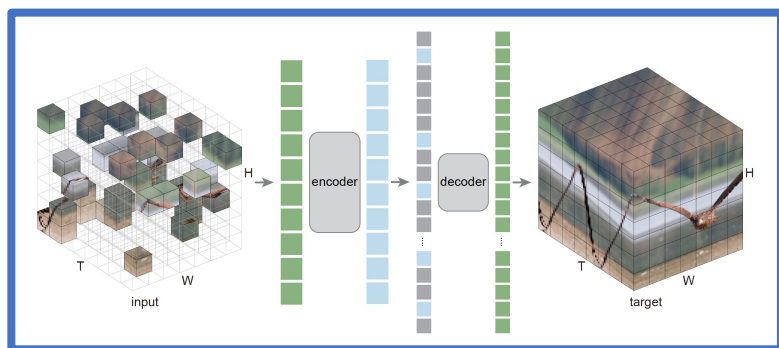 H
encoder
decoder
H
T
W
input
T
W
target